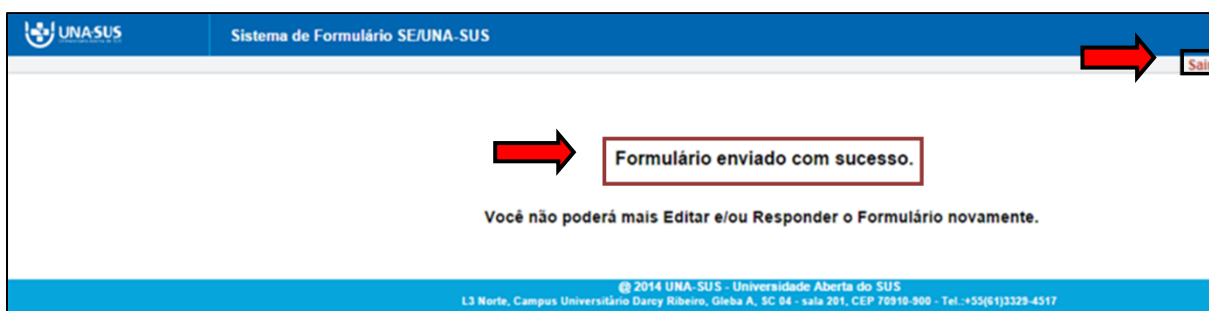 UNA-SUS
Sistema de Formulário SE/UNA-SUS
Sair
Formulário enviado com sucesso.
Você não poderá mais Editar e/ou Responder o Formulário novamente.
@ 2014 UNA-SUS - Universidade Aberta do SUS
L3 Norte, Campus Universitário Darcy Ribeiro, Gleba A, SC 04 - sala 201, CEP 70910-900 - Tel.:+55(61)3329-4517